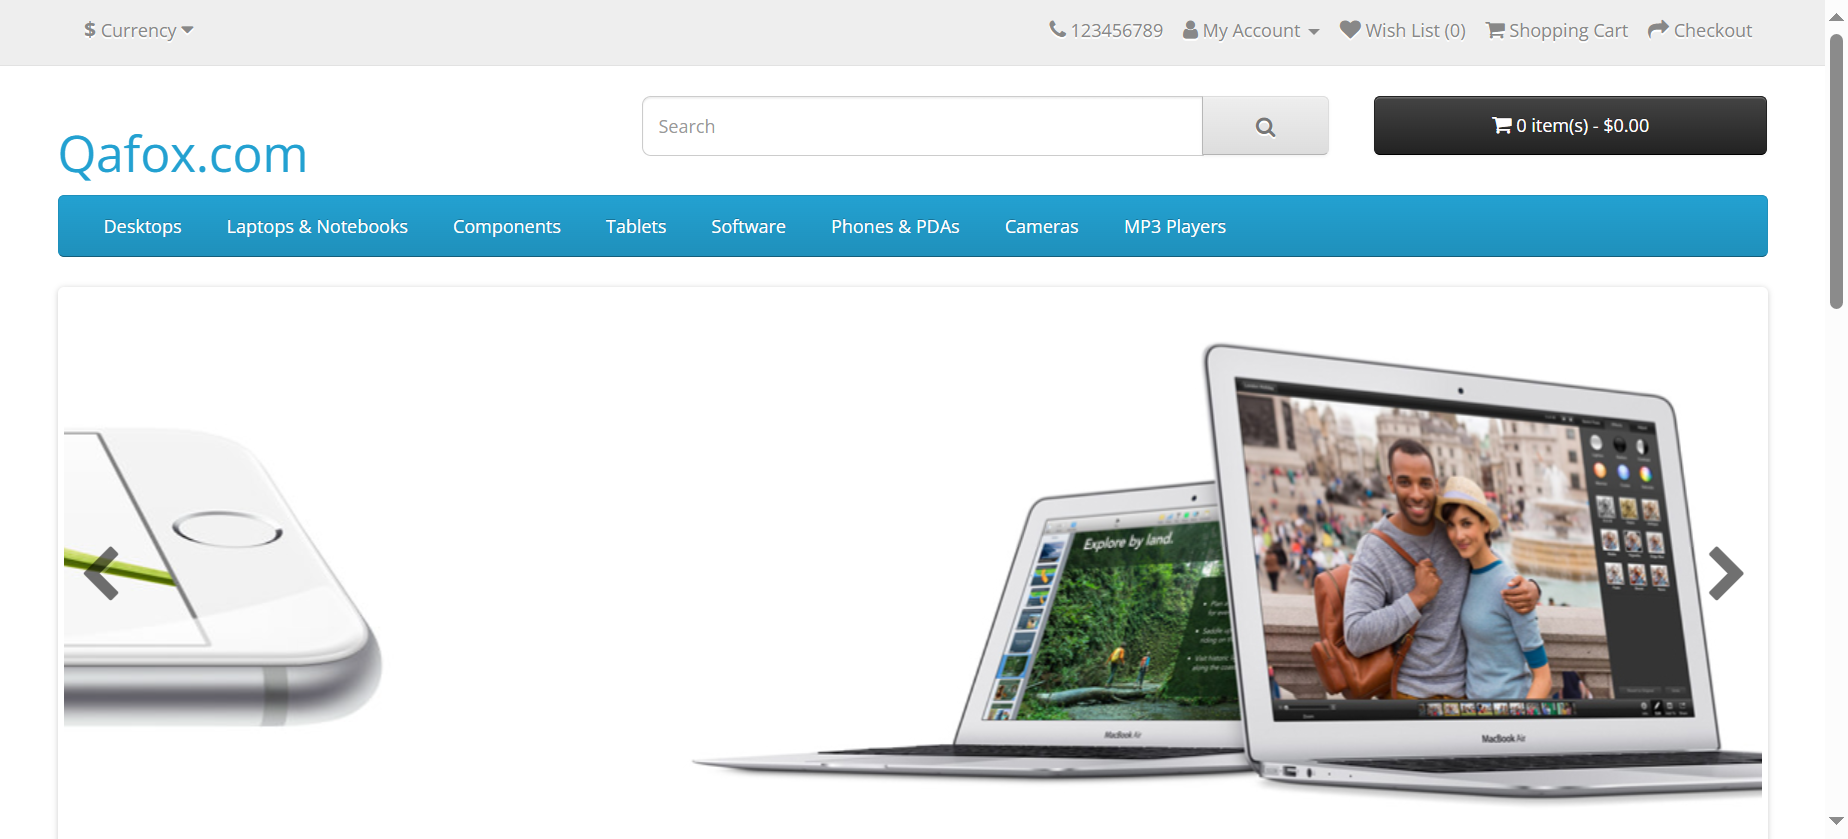 $ Currency
123456789 My Account Wish List (0) Shopping Cart Checkout
Qafox.com
Search
0 item(s) - $0.00
Desktops Laptops & Notebooks Components Tablets Software Phones & PDAs Cameras MP3 Players
Explore by land.
MacBook Air
MacBook Air